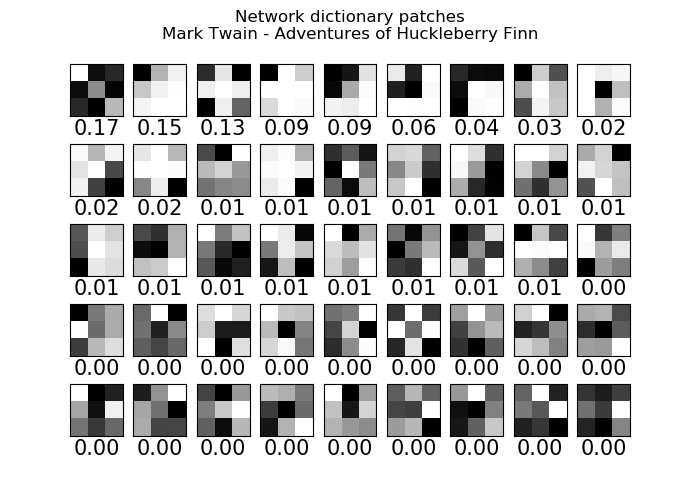 Network dictionary patches
Mark Twain - Adventures of Huckleberry Finn
0.17 0.15 0.13 0.09 0.09 0.06 0.04 0.03 0.02
0.02 0.02 0.01 0.01 0.01 0.01 0.01 0.01 0.01
0.01 0.01 0.01 0.01 0.01 0.01 0.01 0.01 0.00
0.00 0.00 0.00 0.00 0.00 0.00 0.00 0.00 0.00
0.00 0.00 0.00 0.00 0.00 0.00 0.00 0.00 0.00